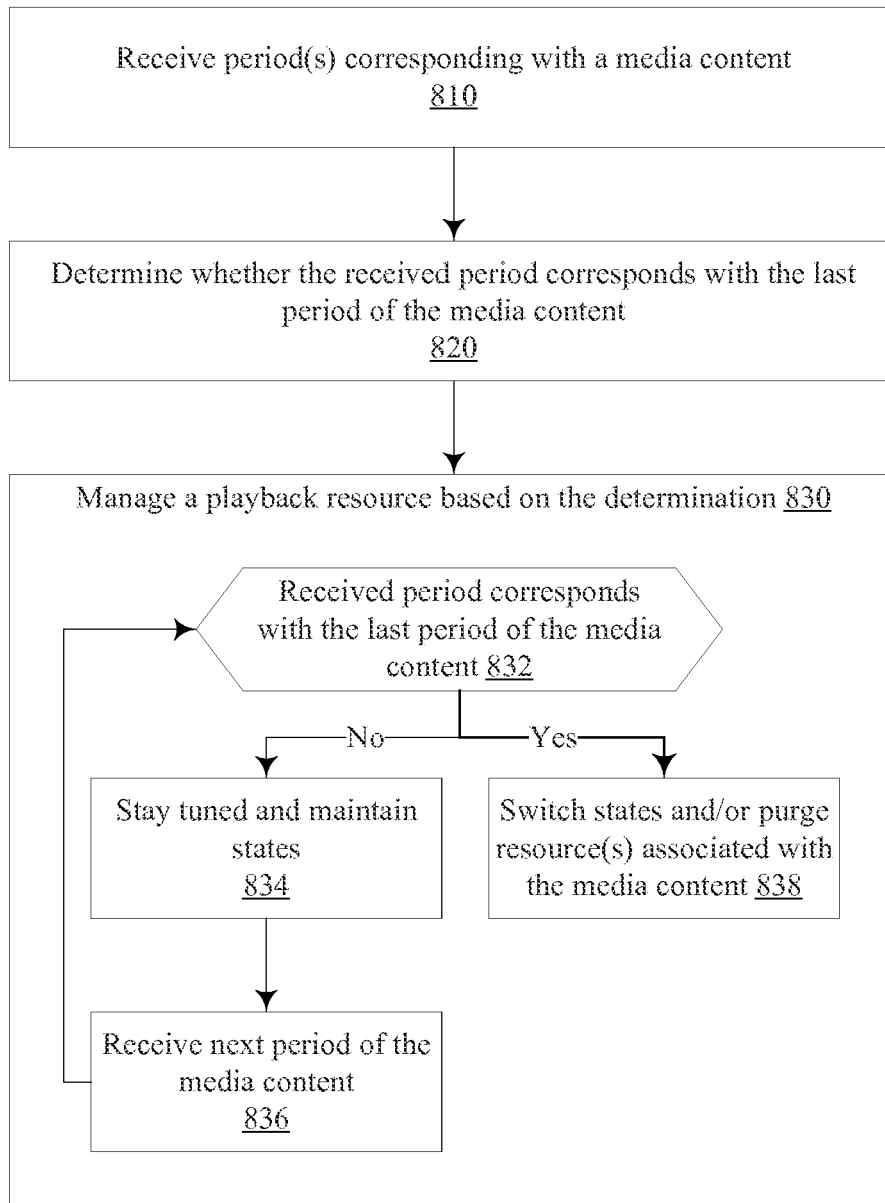 Receive period(s) corresponding with a media content
810
Determine whether the received period corresponds with the last
period of the media content
820
Manage a playback resource based on the determination 830
Received period corresponds
with the last period of the media
content 832
No
Yes
Stay tuned and maintain
states
834
Switch states and/or purge
resource(s) associated with
the media content 838
Receive next period of the
media content
836